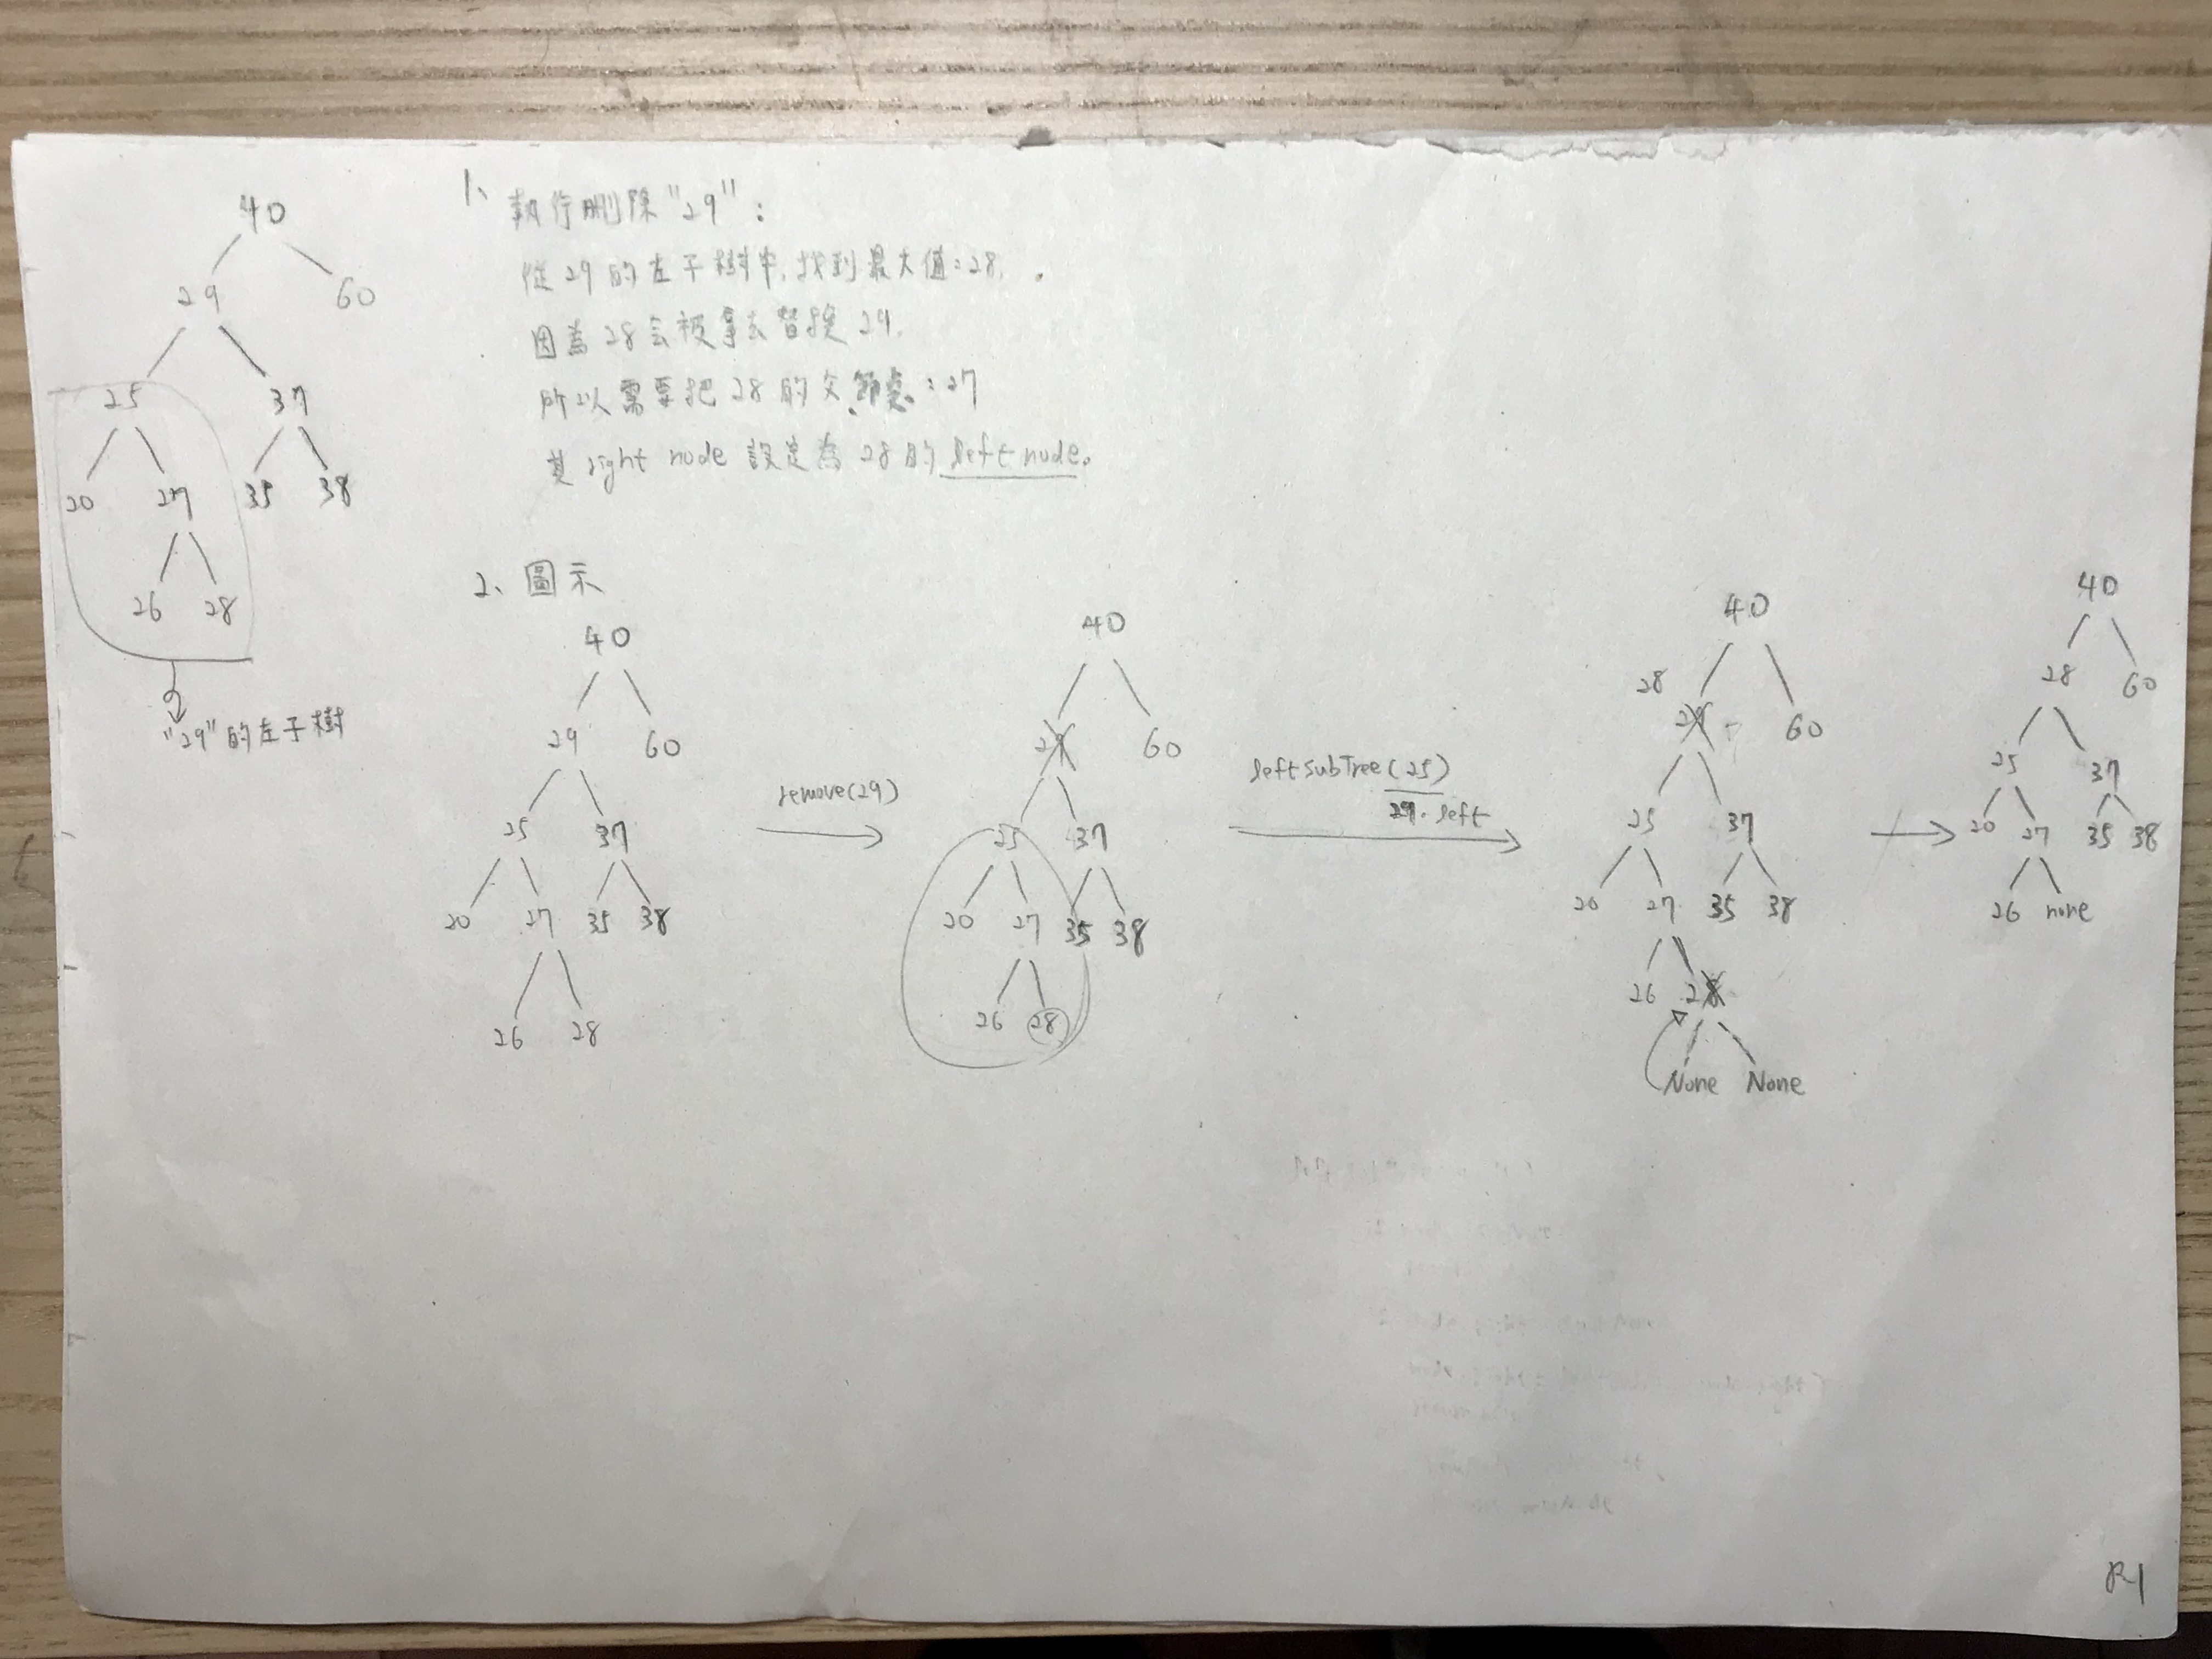 40
29 60
25 37
20 27 35 38
26 28
"29"的左子樹
1、執行刪除"29":
從29的左子樹中,找到最大值:28.
因為28会被拿去替換29.
所以需要把28的父節點:27
其right node 設定為28的left node。
2、圖示
40
29 60
25 37
20 27 35 38
26 28
remove(29)
40
29 60
25 37
20 27 35 38
26 28
leftSubTree(25)
29.left
40
28
29 60
25 37
20 27 35 38
26 28
None None
40
28 60
25 37
20 27 35 38
26 none